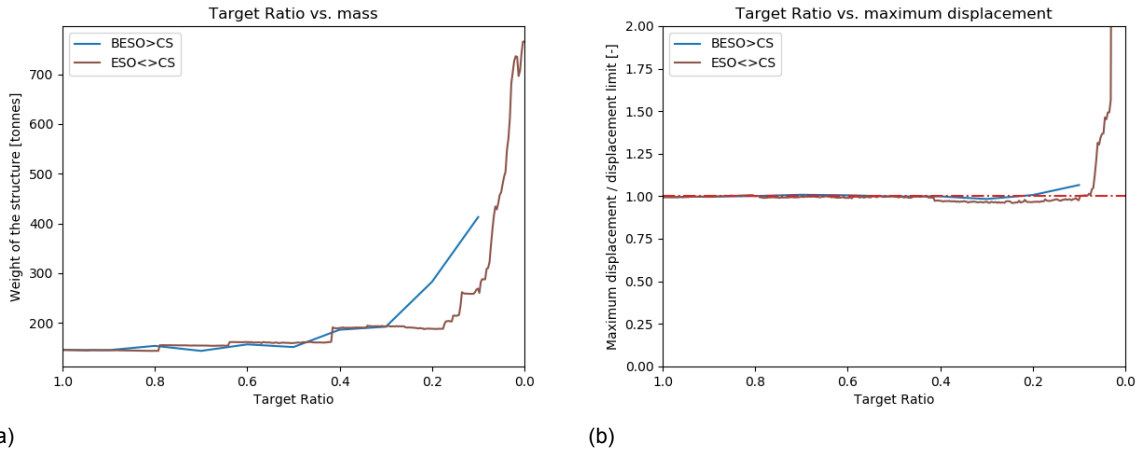 Target Ratio vs. mass
BESO>CS
ESO<>CS
Weight of the structure [tonnes]
700
600
500
400
300
200
1.0 0.8 0.6 0.4 0.2 0.0
Target Ratio
a)
Target Ratio vs. maximum displacement
BESO>CS
ESO<>CS
Maximum displacement / displacement limit [-]
2.00
1.75
1.50
1.25
1.00
0.75
0.50
0.25
0.00
1.0 0.8 0.6 0.4 0.2 0.0
Target Ratio
(b)